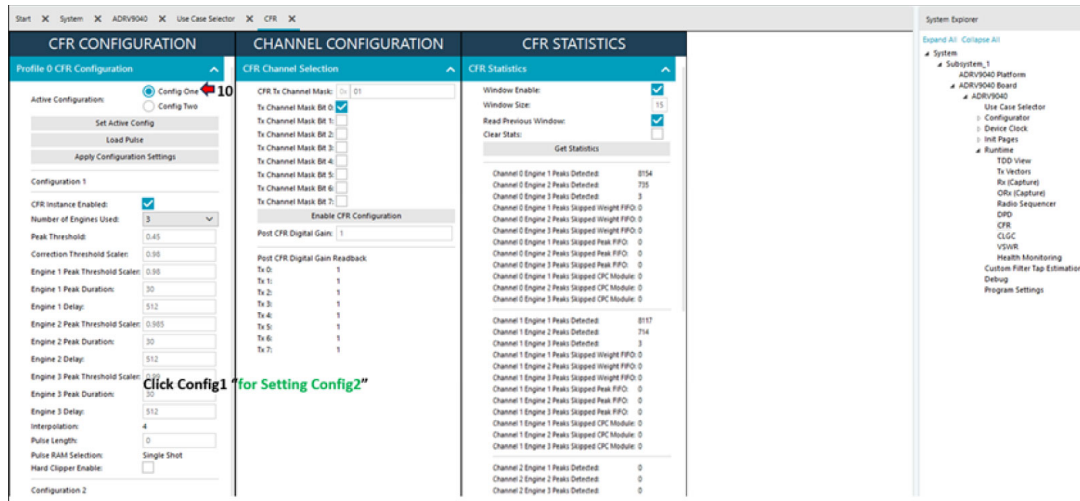 Start System ADRV9040 Use Case Selector CFR
CFR CONFIGURATION
Profile 0 CFR Configuration
Active Configuration:
Config One
10
Config Two
Set Active Config
Load Pulse
Apply Configuration Settings
Configuration 1
CFR Instance Enabled:
Number of Engines Used: 3
Peak Threshold: 0.45
Correction Threshold Scaler: 0.98
Engine 1 Peak Threshold Scaler: 0.98
Engine 1 Peak Duration: 30
Engine 1 Delay: 512
Engine 2 Peak Threshold Scaler: 0.985
Engine 2 Peak Duration: 30
Engine 2 Delay: 512
Engine 3 Peak Threshold Scaler:
Click Config1 "for Setting Config2"
Engine 3 Peak Duration: 30
Engine 3 Delay: 512
Interpolation: 4
Pulse Length: 0
Pulse RAM Selection: Single Shot
Hard Clipper Enable:
Configuration 2
CHANNEL CONFIGURATION
CFR Channel Selection
CFR Tx Channel Mask: 0x 01
Tx Channel Mask Bit 0:
Tx Channel Mask Bit 1:
Tx Channel Mask Bit 2:
Tx Channel Mask Bit 3:
Tx Channel Mask Bit 4:
Tx Channel Mask Bit 5:
Tx Channel Mask Bit 6:
Tx Channel Mask Bit 7:
Enable CFR Configuration
Post CFR Digital Gain: 1
Post CFR Digital Gain Readback
Tx 0: 1
Tx 1: 1
Tx 2: 1
Tx 3: 1
Tx 4: 1
Tx 5: 1
Tx 6: 1
Tx 7: 1
CFR STATISTICS
CFR Statistics
Window Enable:
Window Size: 15
Read Previous Window:
Clear Stats:
Get Statistics
Channel 0 Engine 1 Peaks Detected: 8154
Channel 0 Engine 2 Peaks Detected: 735
Channel 0 Engine 3 Peaks Detected: 3
Channel 0 Engine 1 Peaks Skipped Weight FIFO: 0
Channel 0 Engine 2 Peaks Skipped Weight FIFO: 0
Channel 0 Engine 3 Peaks Skipped Weight FIFO: 0
Channel 0 Engine 1 Peaks Skipped Peak FIFO: 0
Channel 0 Engine 2 Peaks Skipped Peak FIFO: 0
Channel 0 Engine 3 Peaks Skipped Peak FIFO: 0
Channel 0 Engine 1 Peaks Skipped CPC Module: 0
Channel 0 Engine 2 Peaks Skipped CPC Module: 0
Channel 0 Engine 3 Peaks Skipped CPC Module: 0
Channel 1 Engine 1 Peaks Detected: 8117
Channel 1 Engine 2 Peaks Detected: 714
Channel 1 Engine 3 Peaks Detected: 3
Channel 1 Engine 1 Peaks Skipped Weight FIFO: 0
Channel 1 Engine 2 Peaks Skipped Weight FIFO: 0
Channel 1 Engine 3 Peaks Skipped Weight FIFO: 0
Channel 1 Engine 1 Peaks Skipped Peak FIFO: 0
Channel 1 Engine 2 Peaks Skipped Peak FIFO: 0
Channel 1 Engine 3 Peaks Skipped Peak FIFO: 0
Channel 1 Engine 1 Peaks Skipped CPC Module: 0
Channel 1 Engine 2 Peaks Skipped CPC Module: 0
Channel 1 Engine 3 Peaks Skipped CPC Module: 0
Channel 2 Engine 1 Peaks Detected: 0
Channel 2 Engine 2 Peaks Detected: 0
Channel 2 Engine 3 Peaks Detected: 0
System Explorer
Expand All Collapse All
System
Subsystem_1
ADRV9040 Platform
ADRV9040 Board
ADRV9040
Use Case Selector
Configurator
Device Clock
Init Pages
Runtime
TDD View
Tx Vectors
Rx (Capture)
ORx (Capture)
Radio Sequencer
DPD
CFR
CLGC
VSWR
Health Monitoring
Custom Filter Tap Estimation
Debug
Program Settings